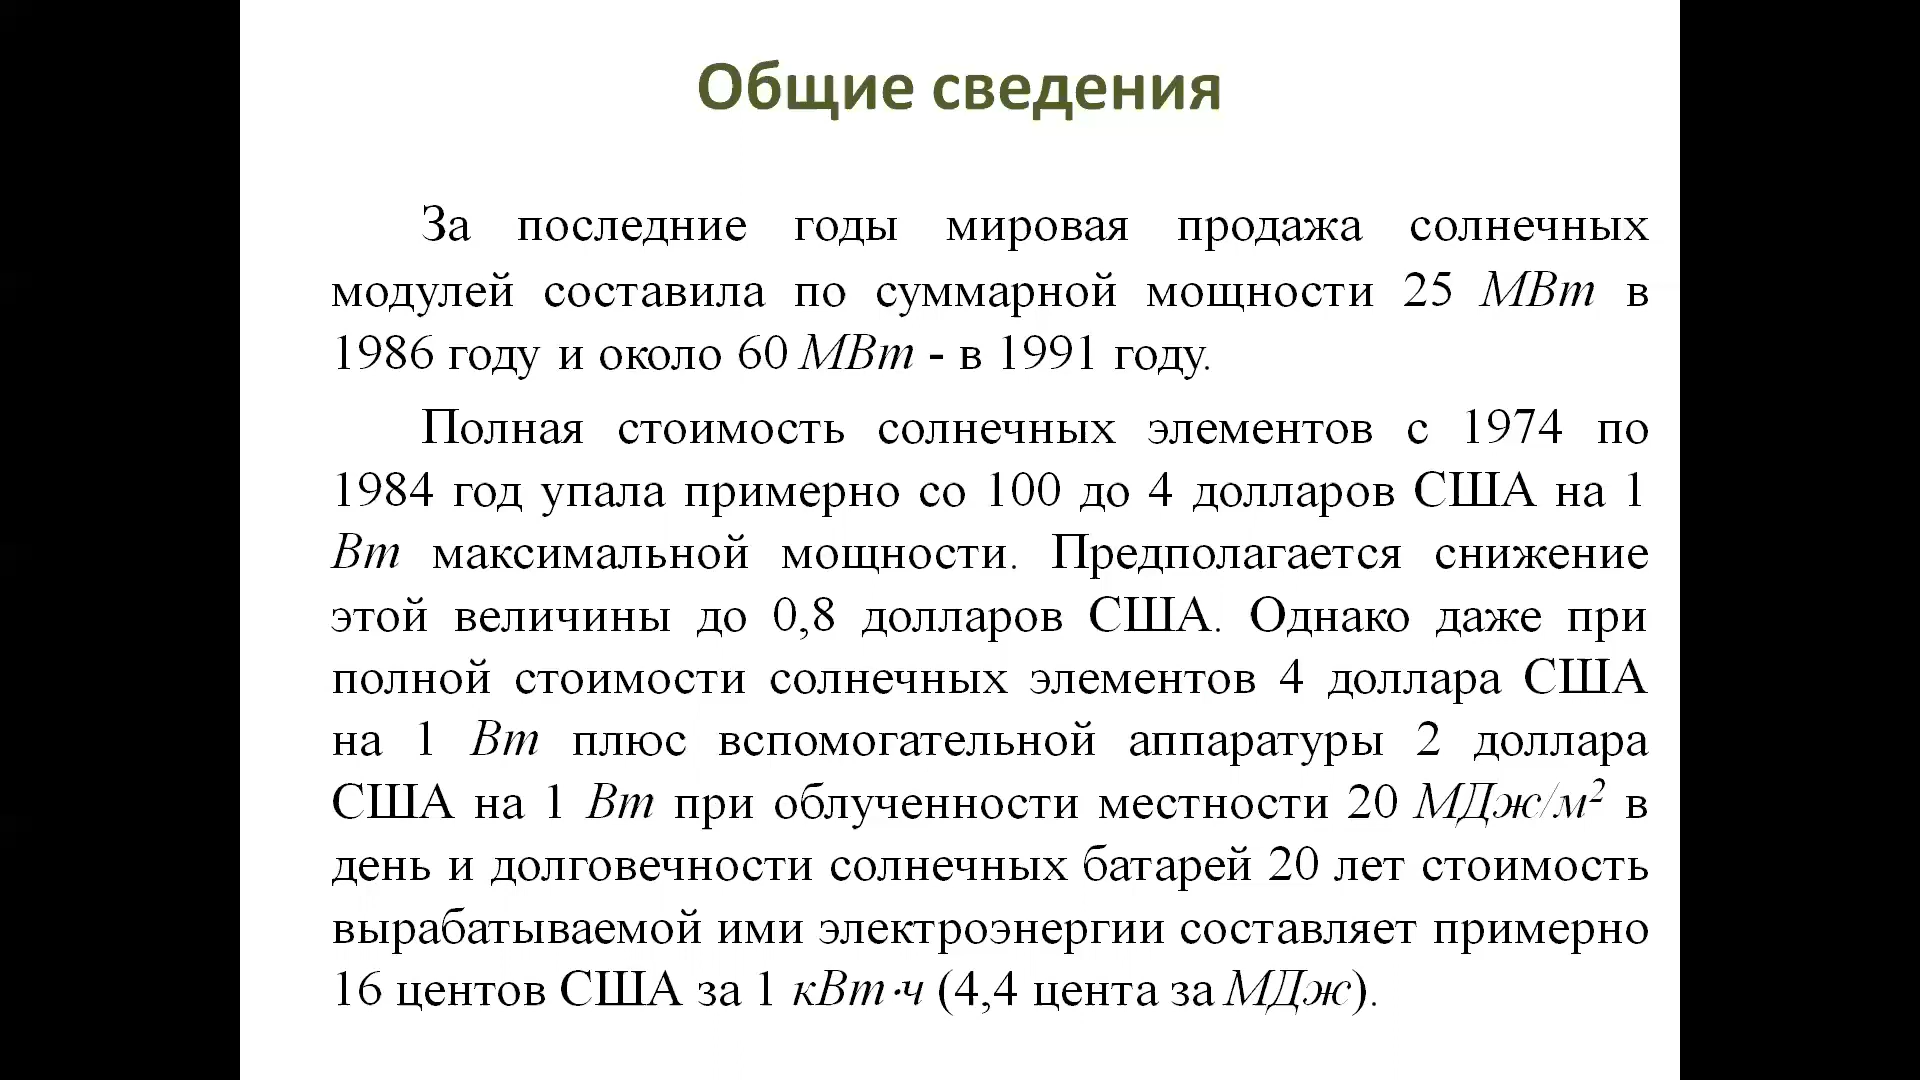 Общие сведения
За последние годы мировая продажа солнечных
модулей составила по суммарной мощности 25 МВт в
1986 году и около 60 МВт - в 1991 году.
Полная стоимость солнечных элементов с 1974 по
1984 год упала примерно со 100 до 4 долларов США на 1
Вт максимальной мощности. Предполагается снижение
этой величины до 0,8 долларов США. Однако даже при
полной стоимости солнечных элементов 4 доллара США
на 1 Вт плюс вспомогательной аппаратуры 2 доллара
США на 1 Вт при облученности местности 20 МДж/м² в
день и долговечности солнечных батарей 20 лет стоимость
вырабатываемой ими электроэнергии составляет примерно
16 центов США за 1 кВт·ч (4,4 цента за МДж).